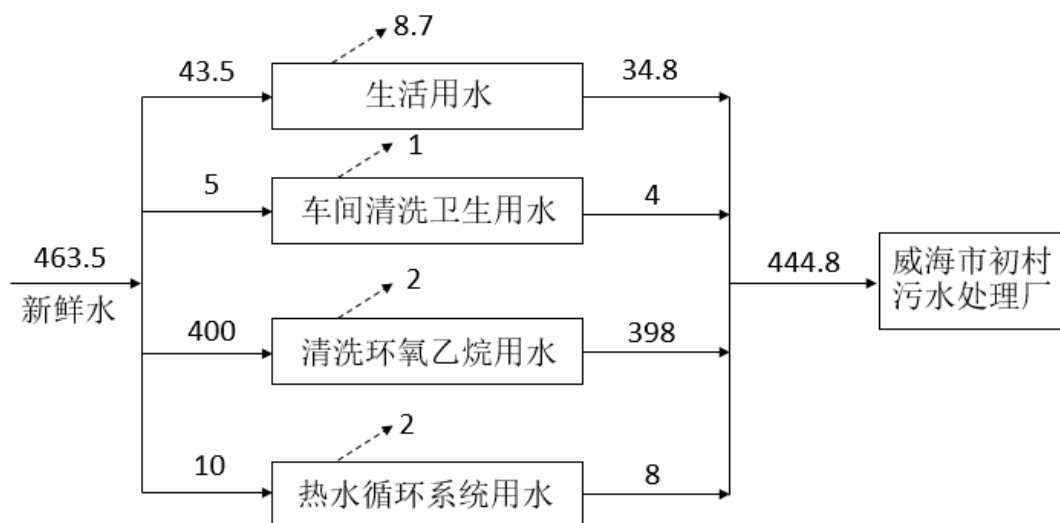 8.7
43.5
生活用水
34.8
1
5
车间清洗卫生用水
4
463.5
新鲜水
2
400
清洗环氧乙烷用水
398
444.8
威海市初村
污水处理厂
2
10
热水循环系统用水
8